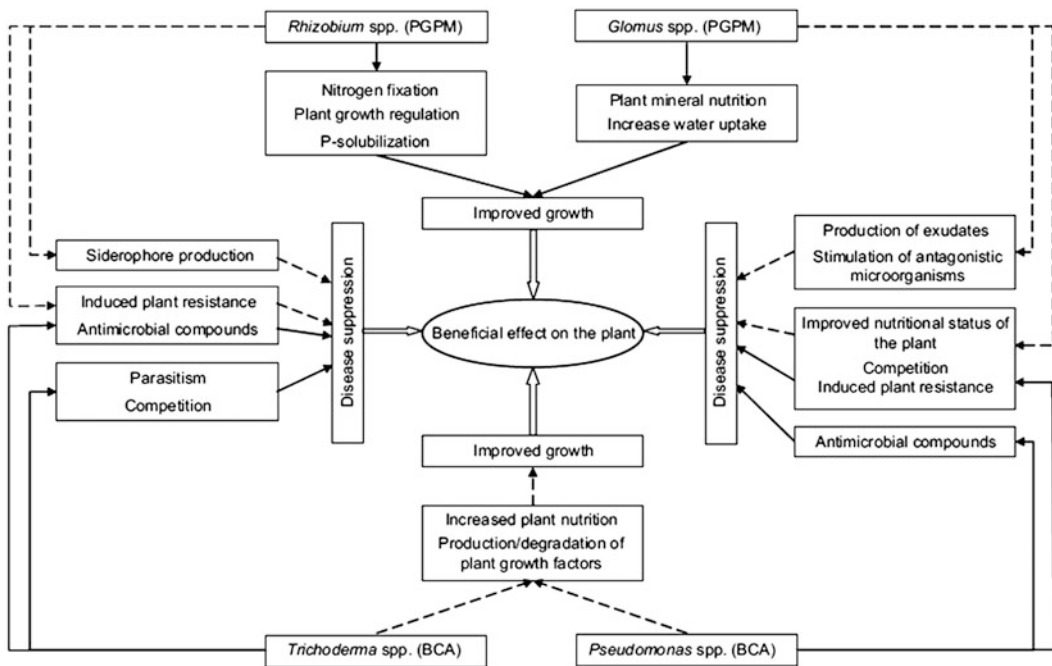 Rhizobium spp. (PGPM)
Glomus spp. (PGPM)
Nitrogen fixation
Plant growth regulation
P-solubilization
Plant mineral nutrition
Increase water uptake
Improved growth
Siderophore production
Induced plant resistance
Antimicrobial compounds
Parasitism
Competition
Disease suppression
Beneficial effect on the plant
Disease suppression
Production of exudates
Stimulation of antagonistic
microorganisms
Improved nutritional status of
the plant
Competition
Induced plant resistance
Antimicrobial compounds
Improved growth
Increased plant nutrition
Production/degradation of
plant growth factors
Trichoderma spp. (BCA)
Pseudomonas spp. (BCA)